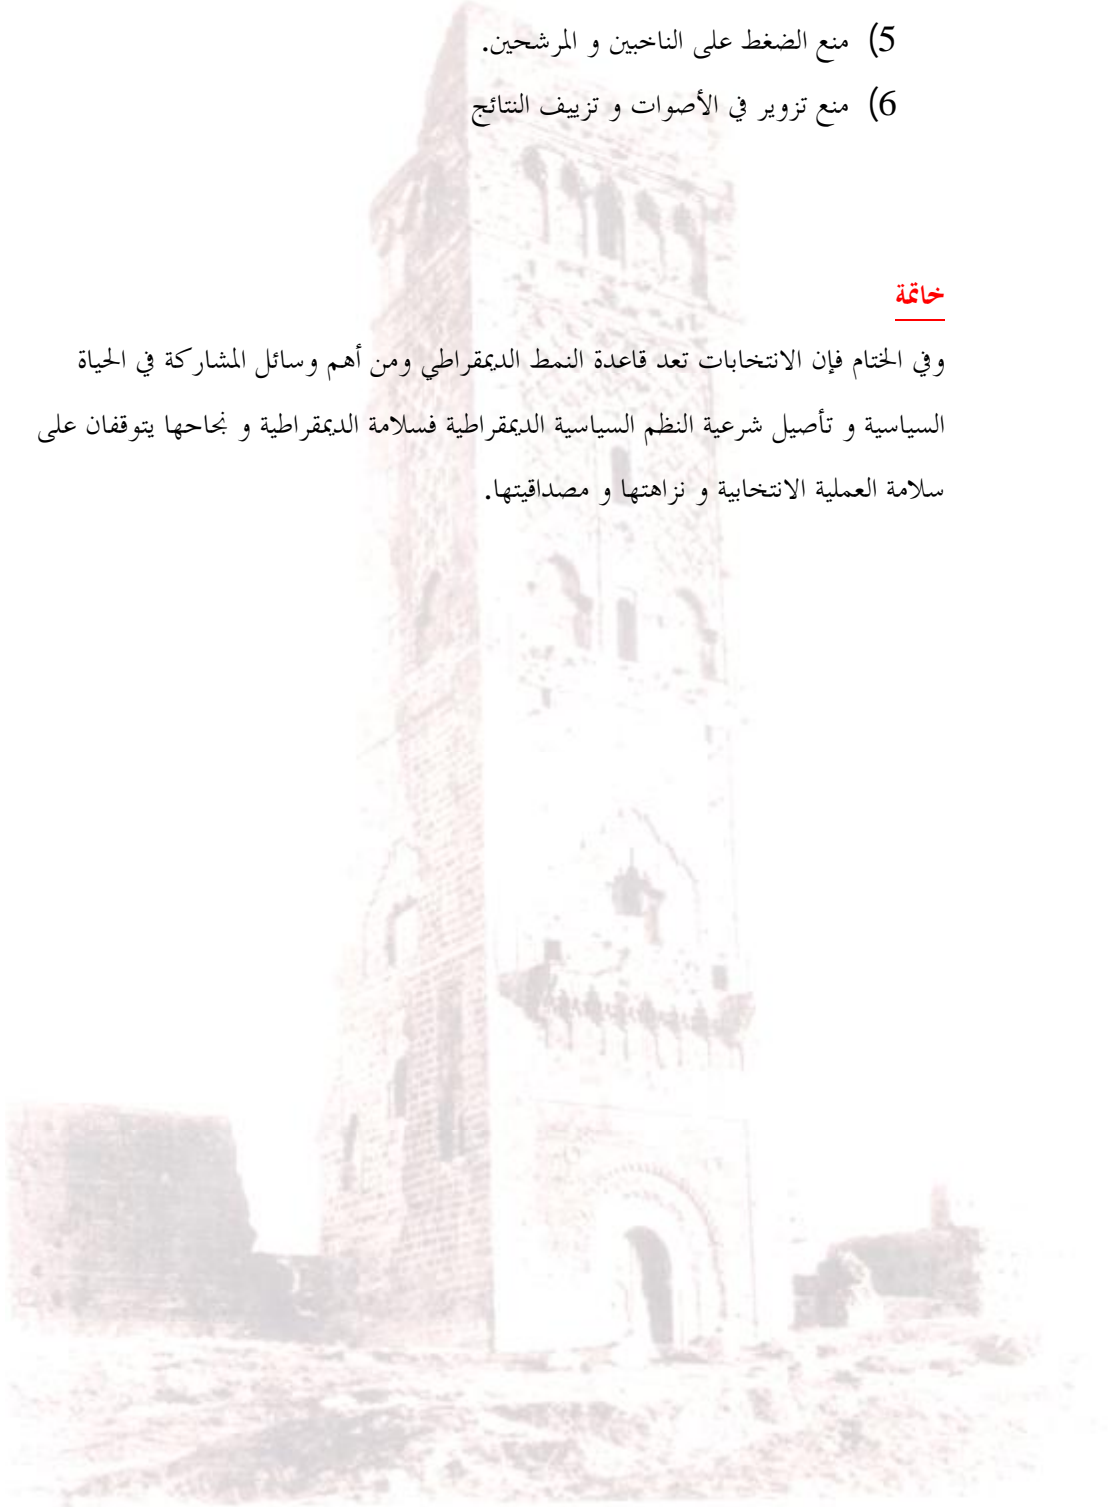 5) منع الضغط على الناخبين و المرشحين.
6) منع تزوير في الأصوات و تزييف النتائج
خاتمة
وفي الختام فإن الانتخابات تعد قاعدة النمط الديمقراطي ومن أهم وسائل المشاركة في الحياة
السياسية و تأصيل شرعية النظم السياسية الديمقراطية فسلامة الديمقراطية و نجاحها يتوقفان على
سلامة العملية الانتخابية و نزاهتها و مصداقيتها.